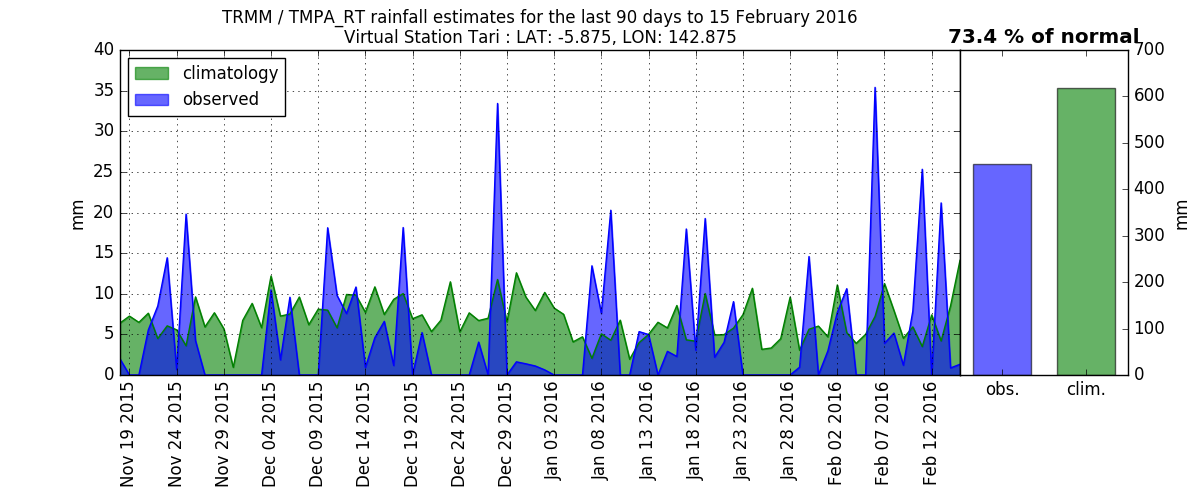 TRMM / TMPA_RT rainfall estimates for the last 90 days to 15 February 2016
Virtual Station Tari : LAT: -5.875, LON: 142.875
73.4 % of normal
climatology
observed
mm
40
35
30
25
20
15
10
5
0
Nov 19 2015
Nov 24 2015
Nov 29 2015
Dec 04 2015
Dec 09 2015
Dec 14 2015
Dec 19 2015
Dec 24 2015
Dec 29 2015
Jan 03 2016
Jan 08 2016
Jan 13 2016
Jan 18 2016
Jan 23 2016
Jan 28 2016
Feb 02 2016
Feb 07 2016
Feb 12 2016
obs.
clim.
700
600
500
400
300
200
100
0
mm